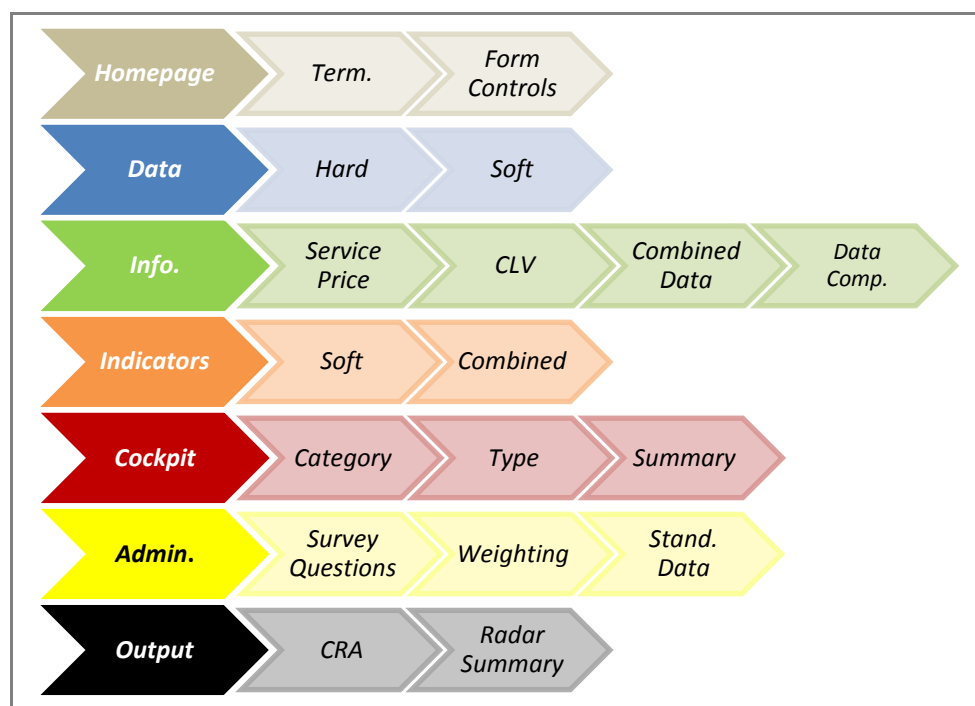 Homepage
Term.
Form
Controls
Data
Hard
Soft
Info.
Service
Price
CLV
Combined
Data
Data
Comp.
Indicators
Soft
Combined
Cockpit
Category
Type
Summary
Admin.
Survey
Questions
Weighting
Stand.
Data
Output
CRA
Radar
Summary